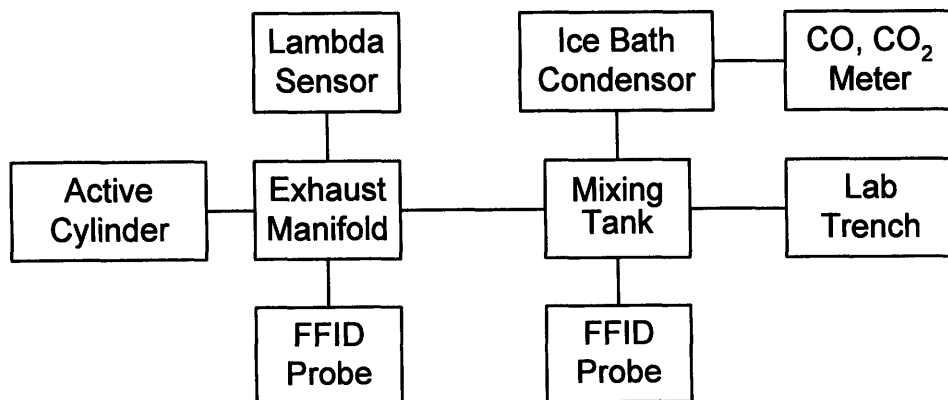 Lambda
Sensor
Ice Bath
Condensor
CO, CO₂
Meter
Active
Cylinder
Exhaust
Manifold
Mixing
Tank
Lab
Trench
FFID
Probe
FFID
Probe